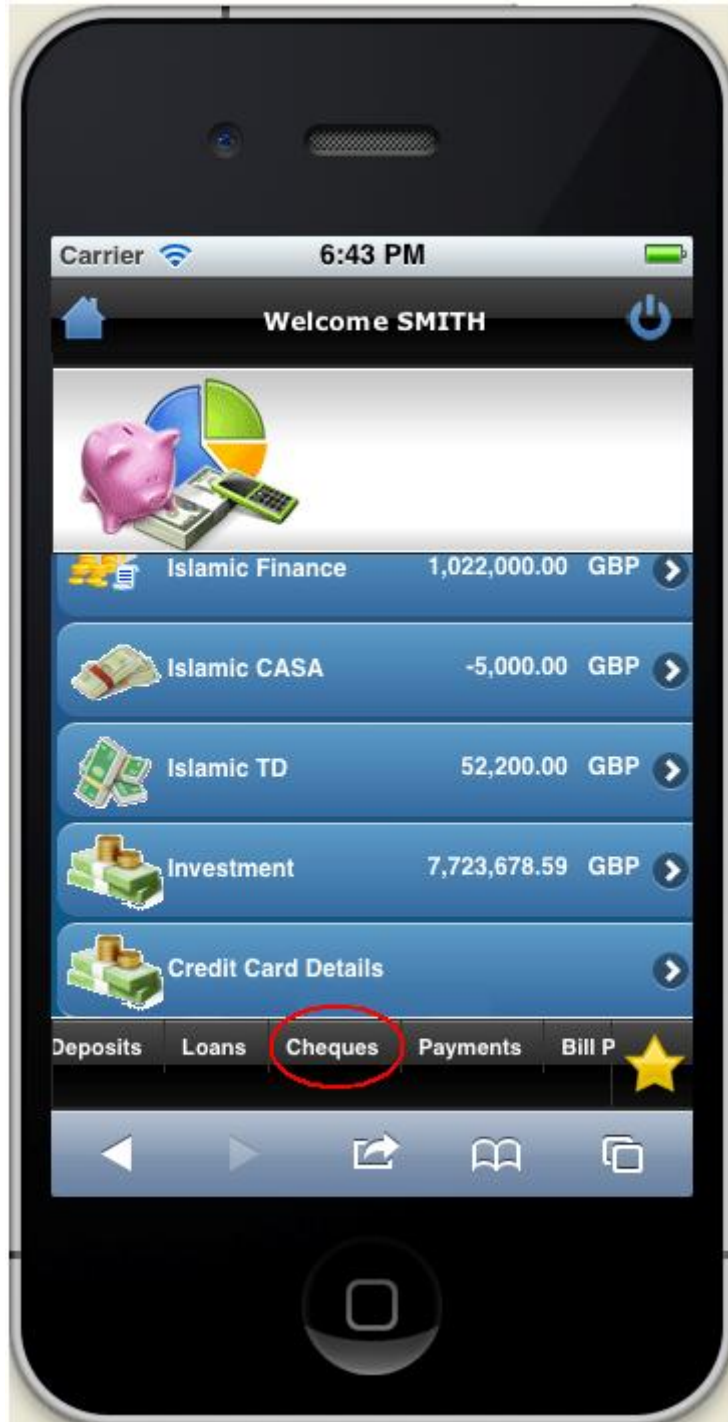 Carrier 6:43 PM
Welcome SMITH
Islamic Finance 1,022,000.00 GBP
Islamic CASA -5,000.00 GBP
Islamic TD 52,200.00 GBP
Investment 7,723,678.59 GBP
Credit Card Details
Deposits Loans Cheques Payments Bill P